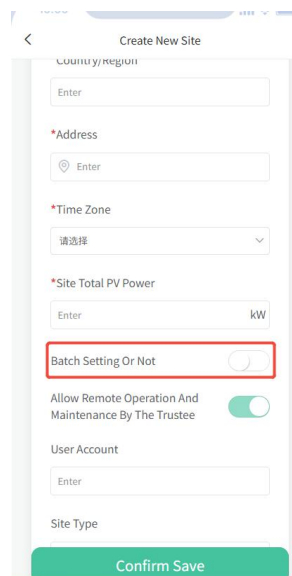 Create New Site
Country/Region
Enter
*Address
Enter
*Time Zone
请选择
*Site Total PV Power
Enter kW
Batch Setting Or Not
Allow Remote Operation And
Maintenance By The Trustee
User Account
Enter
Site Type
Confirm Save